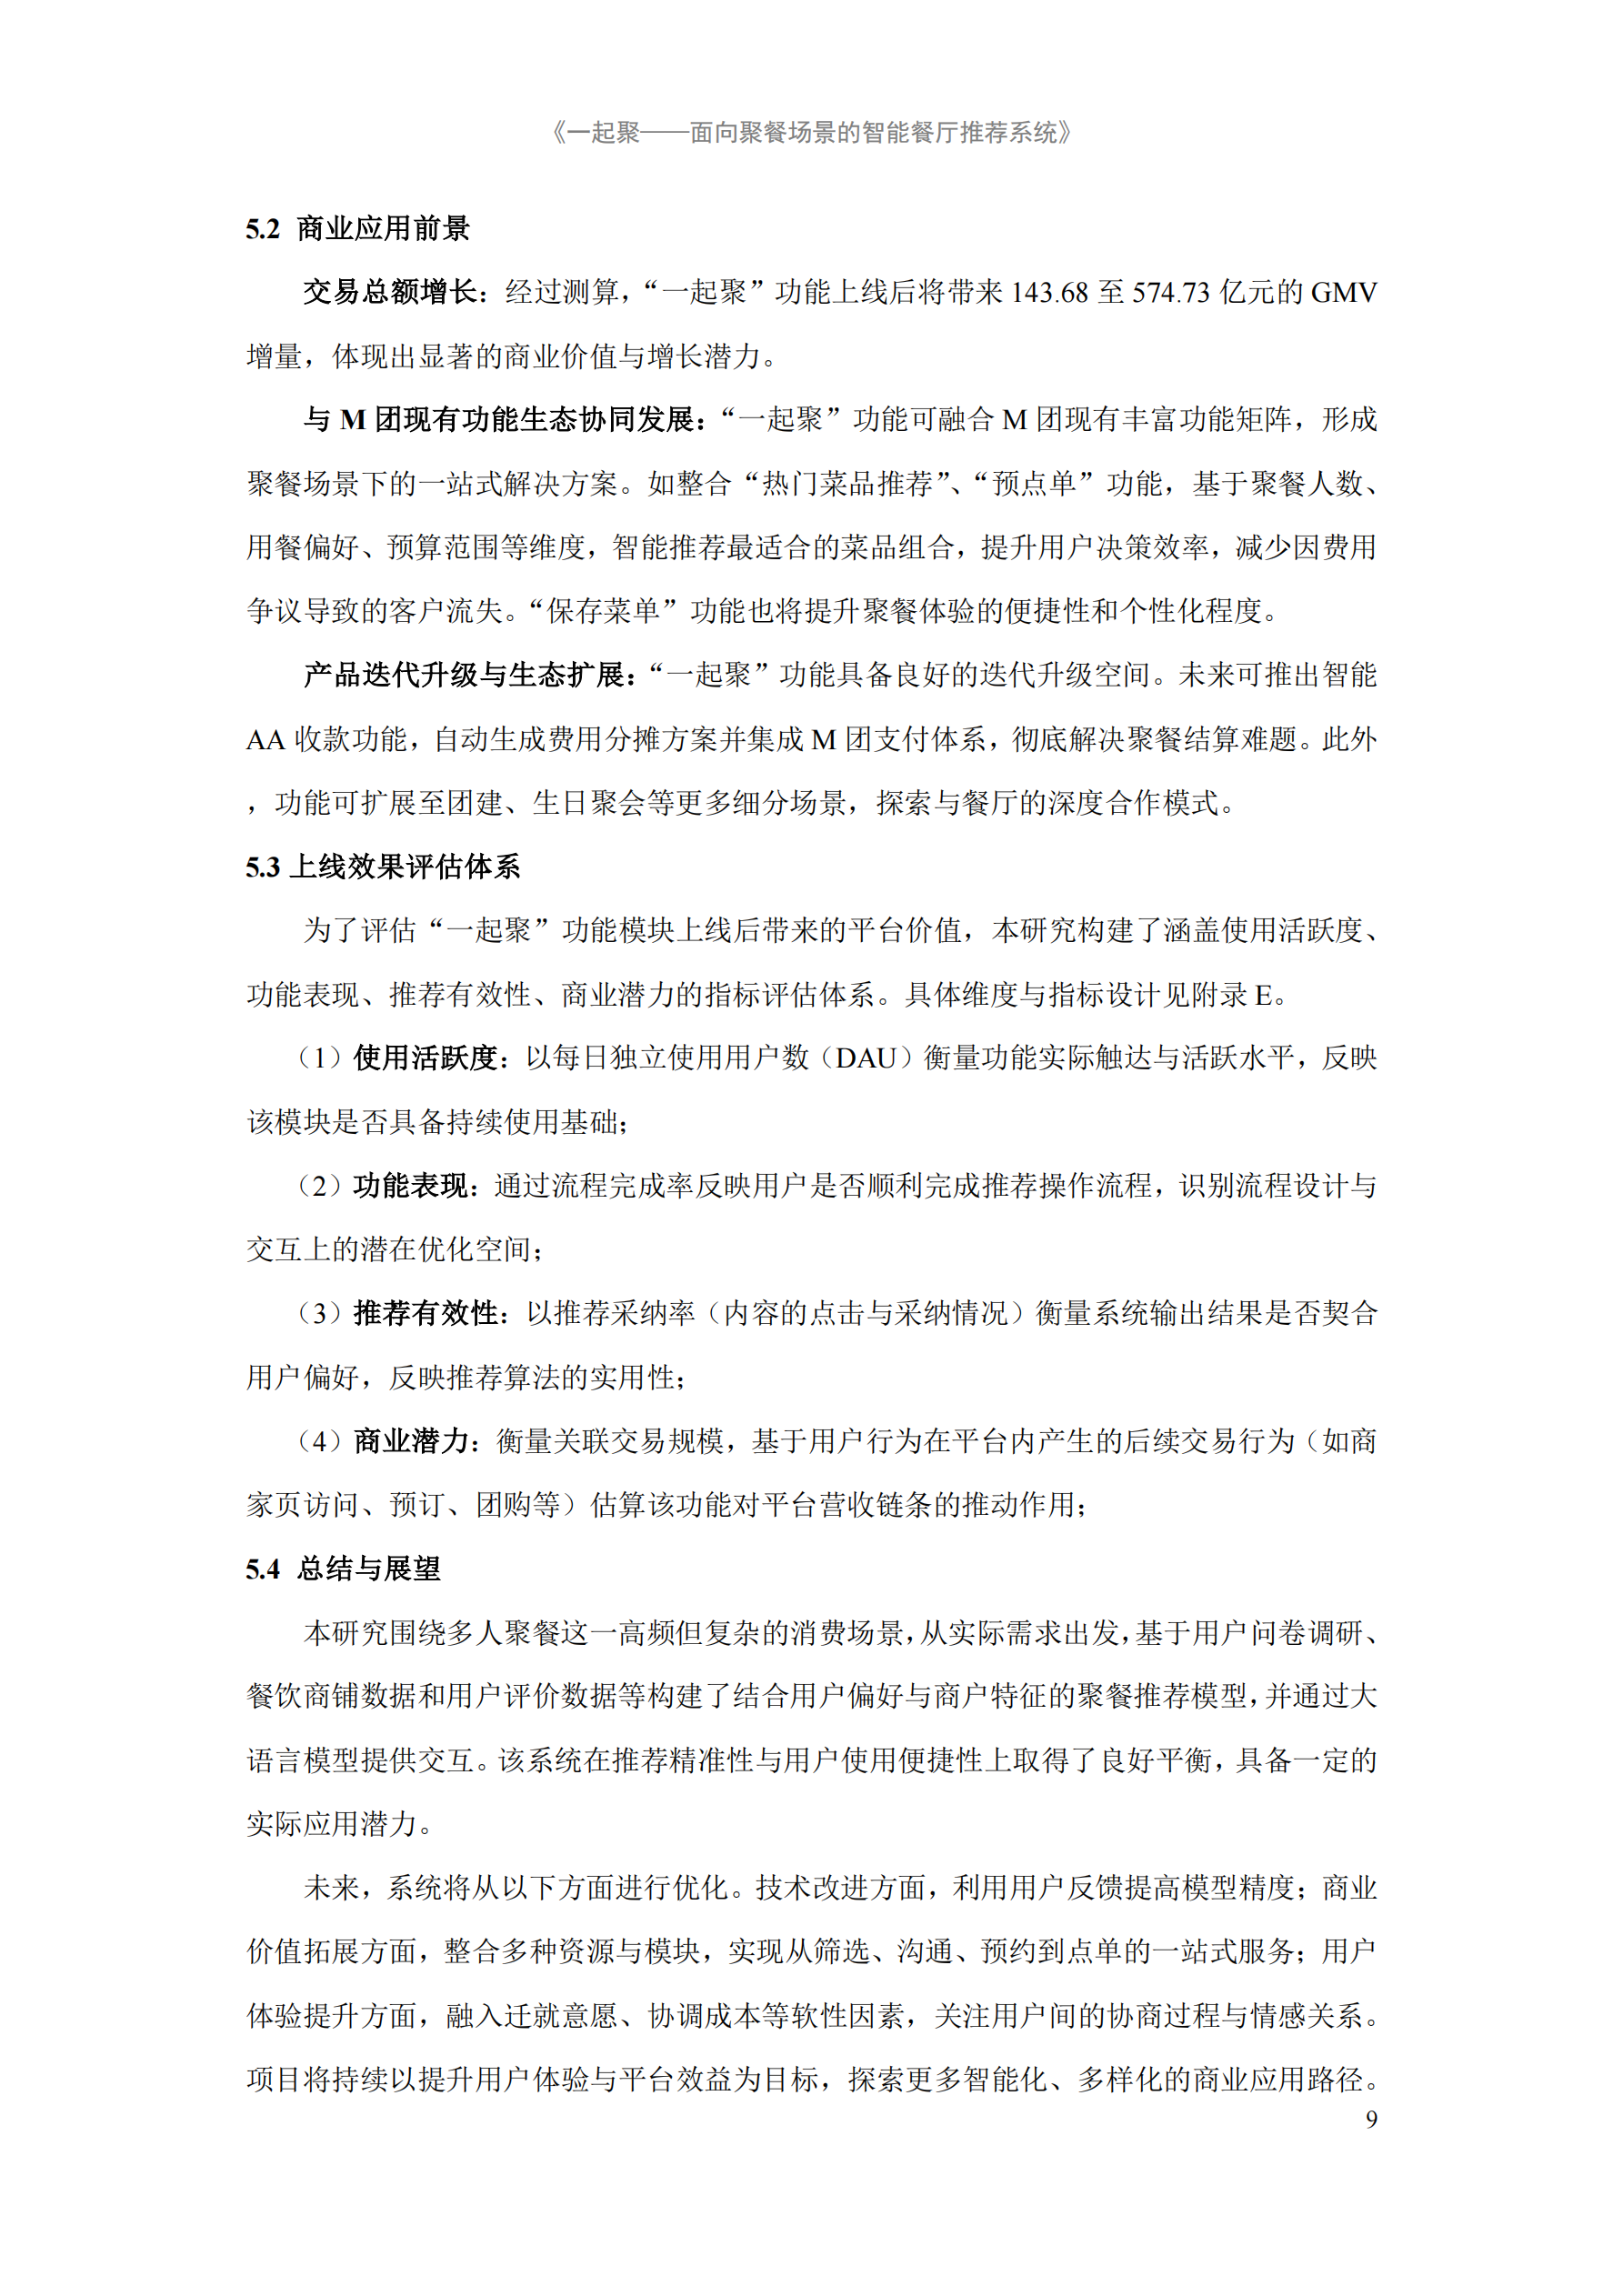 《一起聚——面向聚餐场景的智能餐厅推荐系统》
5.2 商业应用前景
交易总额增长：经过测算，“一起聚”功能上线后将带来 143.68 至 574.73 亿元的 GMV
增量，体现出显著的商业价值与增长潜力。
与 M 团现有功能生态协同发展：“一起聚”功能可融合 M 团现有丰富功能矩阵，形成
聚餐场景下的一站式解决方案。如整合“热门菜品推荐”、“预点单”功能，基于聚餐人数、
用餐偏好、预算范围等维度，智能推荐最适合的菜品组合，提升用户决策效率，减少因费用
争议导致的客户流失。“保存菜单”功能也将提升聚餐体验的便捷性和个性化程度。
产品迭代升级与生态扩展：“一起聚”功能具备良好的迭代升级空间。未来可推出智能
AA 收款功能，自动生成费用分摊方案并集成 M 团支付体系，彻底解决聚餐结算难题。此外
，功能可扩展至团建、生日聚会等更多细分场景，探索与餐厅的深度合作模式。
5.3 上线效果评估体系
为了评估“一起聚”功能模块上线后带来的平台价值，本研究构建了涵盖使用活跃度、
功能表现、推荐有效性、商业潜力的指标评估体系。具体维度与指标设计见附录 E。
（1）使用活跃度：以每日独立使用用户数（DAU）衡量功能实际触达与活跃水平，反映
该模块是否具备持续使用基础；
（2）功能表现：通过流程完成率反映用户是否顺利完成推荐操作流程，识别流程设计与
交互上的潜在优化空间；
（3）推荐有效性：以推荐采纳率（内容的点击与采纳情况）衡量系统输出结果是否契合
用户偏好，反映推荐算法的实用性；
（4）商业潜力：衡量关联交易规模，基于用户行为在平台内产生的后续交易行为（如商
家页访问、预订、团购等）估算该功能对平台营收链条的推动作用；
5.4 总结与展望
本研究围绕多人聚餐这一高频但复杂的消费场景，从实际需求出发，基于用户问卷调研、
餐饮商铺数据和用户评价数据等构建了结合用户偏好与商户特征的聚餐推荐模型，并通过大
语言模型提供交互。该系统在推荐精准性与用户使用便捷性上取得了良好平衡，具备一定的
实际应用潜力。
未来，系统将从以下方面进行优化。技术改进方面，利用用户反馈提高模型精度；商业
价值拓展方面，整合多种资源与模块，实现从筛选、沟通、预约到点单的一站式服务；用户
体验提升方面，融入迁就意愿、协调成本等软性因素，关注用户间的协商过程与情感关系。
项目将持续以提升用户体验与平台效益为目标，探索更多智能化、多样化的商业应用路径。
9